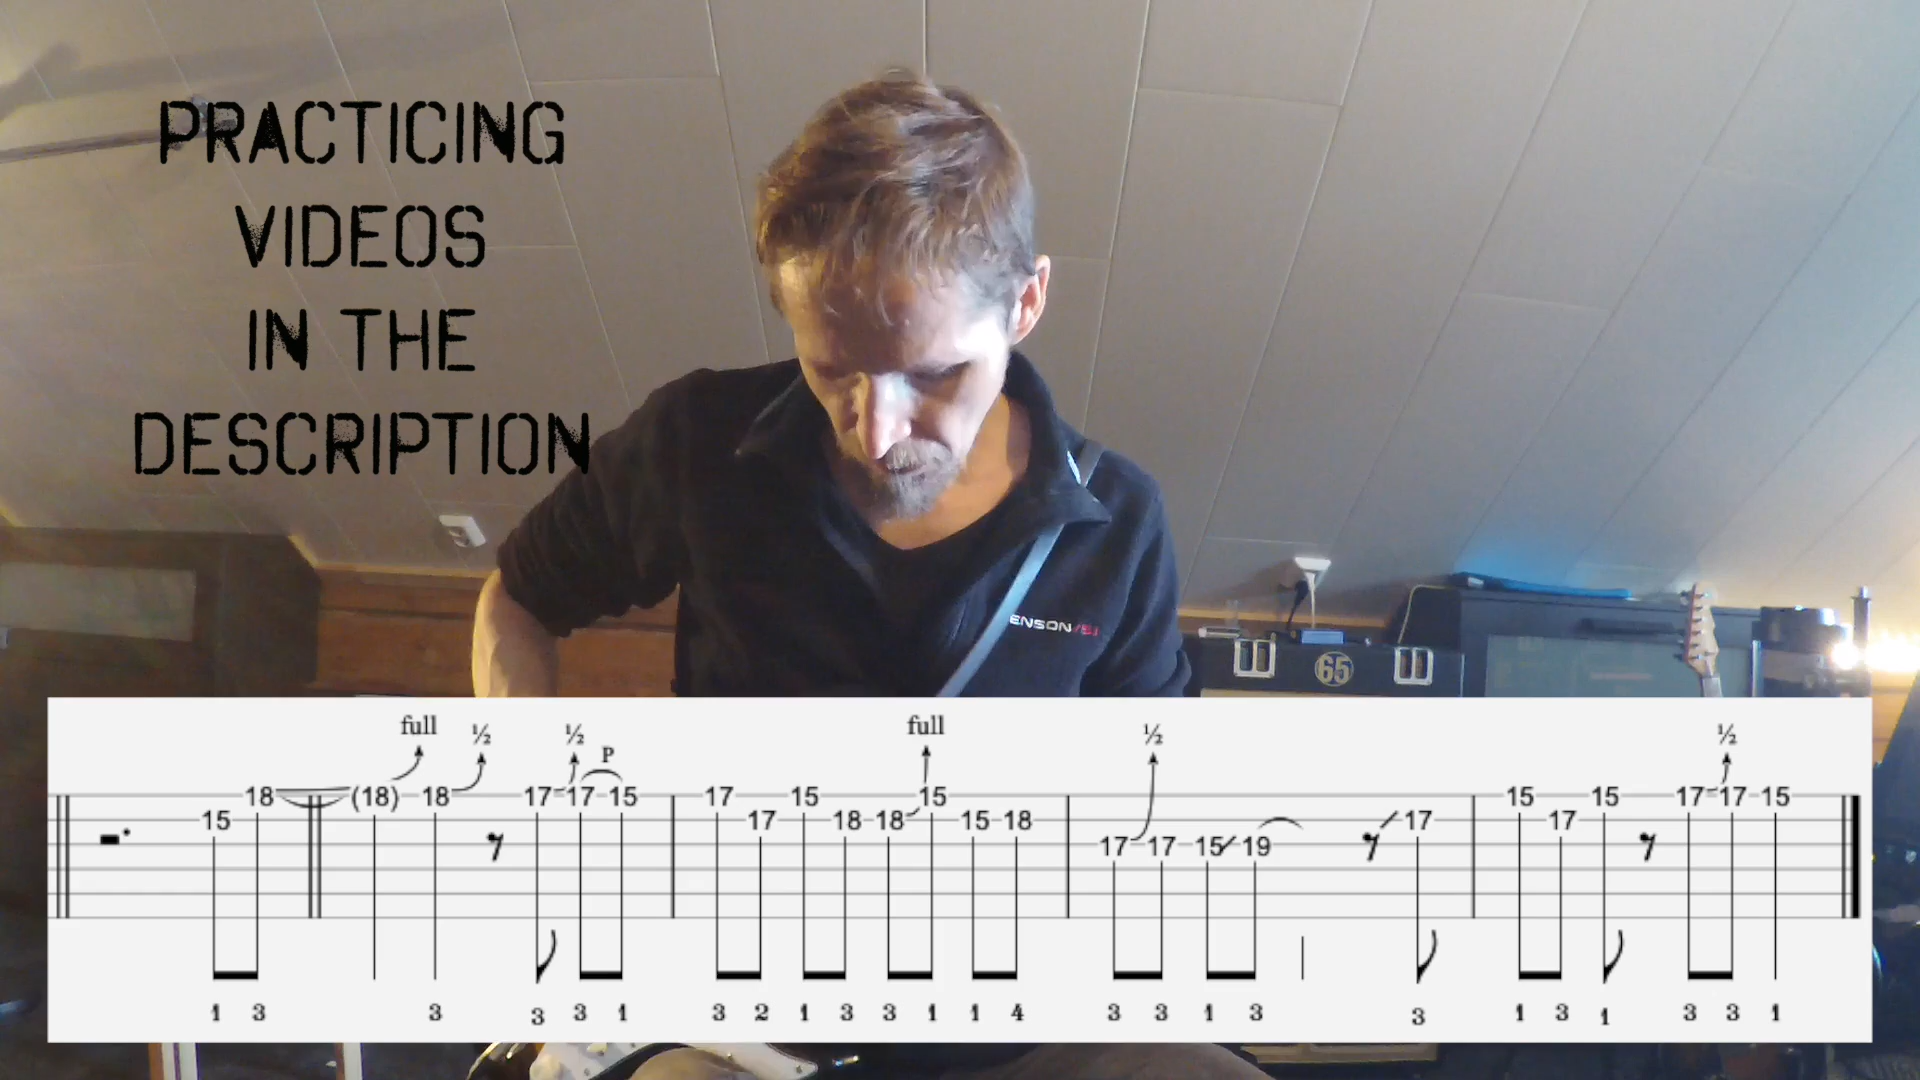 PRACTICING
VIDEOS
IN THE
DESCRIPTION
ENSON/EJ
65
full ½ ½ P full ½ ½
18 (18) 18 17 17 15 17 15 15 15 15 17 17 15
15 17 18 18 15 18 17 17
17 17 15 19
1 3 3 3 3 1 3 2 1 3 3 1 1 4 3 3 1 3 3 1 3 1 3 3 1